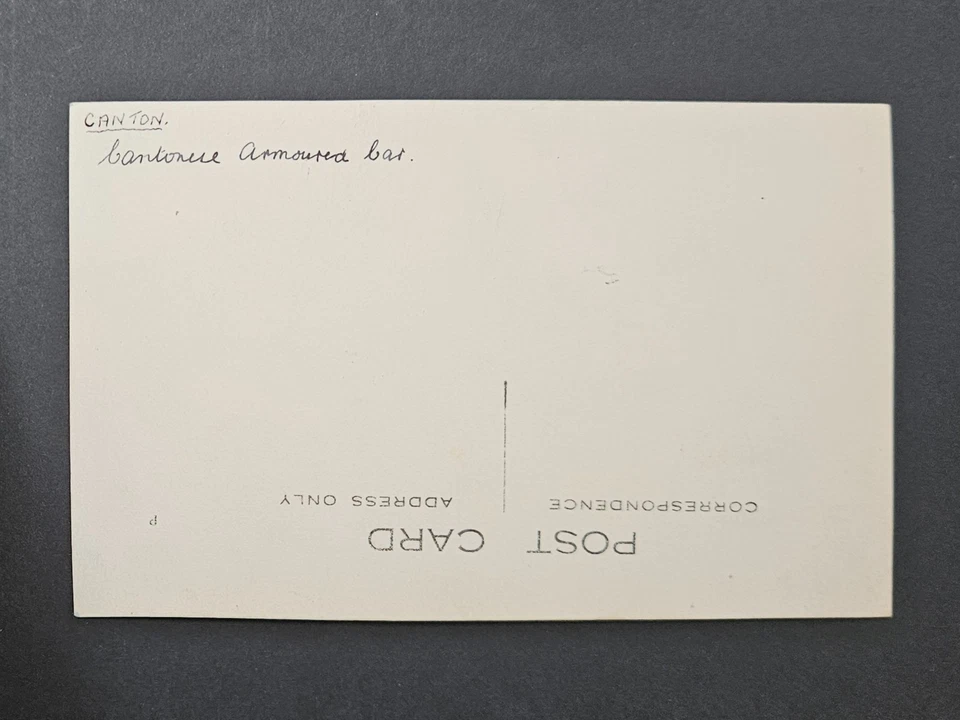 CANTON.
Cantonese Armoured Car.
POST CARD
CORRESPONDENCE
ADDRESS ONLY
P